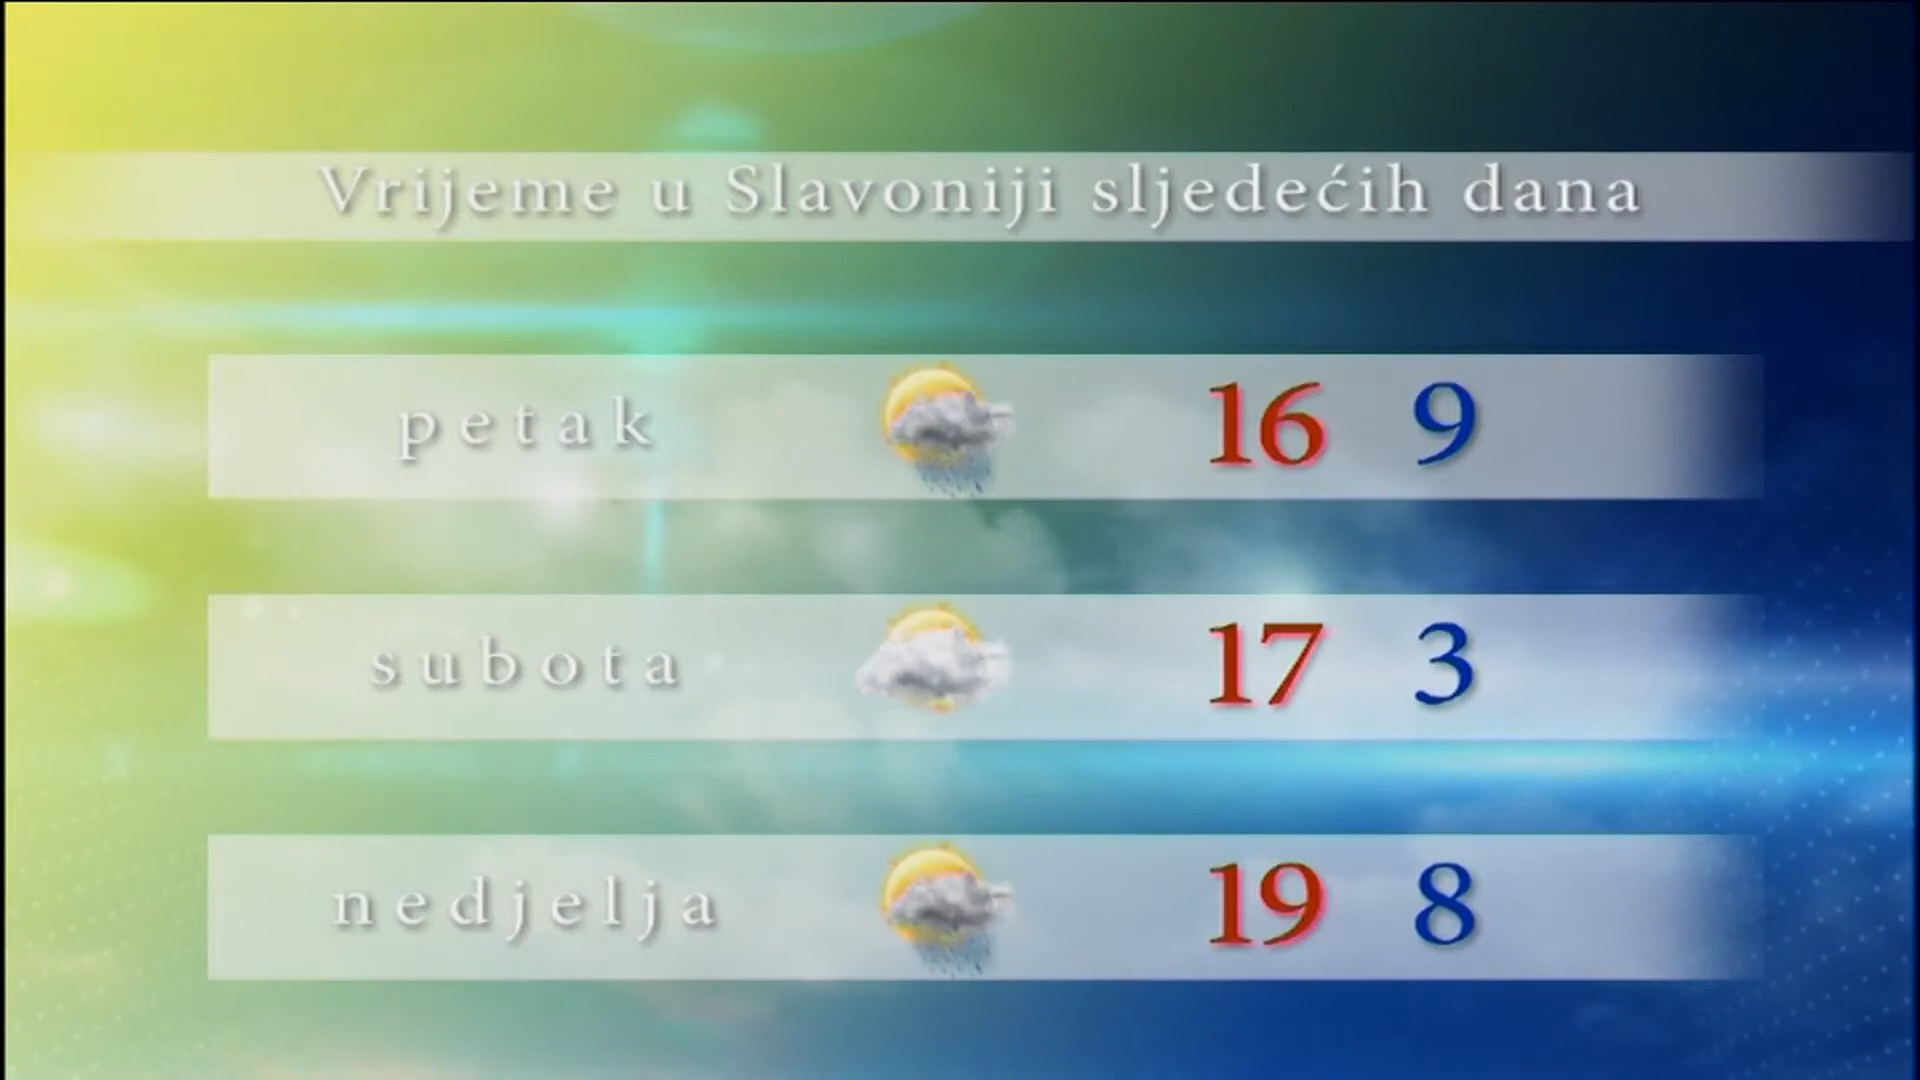 Vrijeme u Slavoniji sljedećih dana
petak 16 9
subota 17 3
nedjelja 19 8